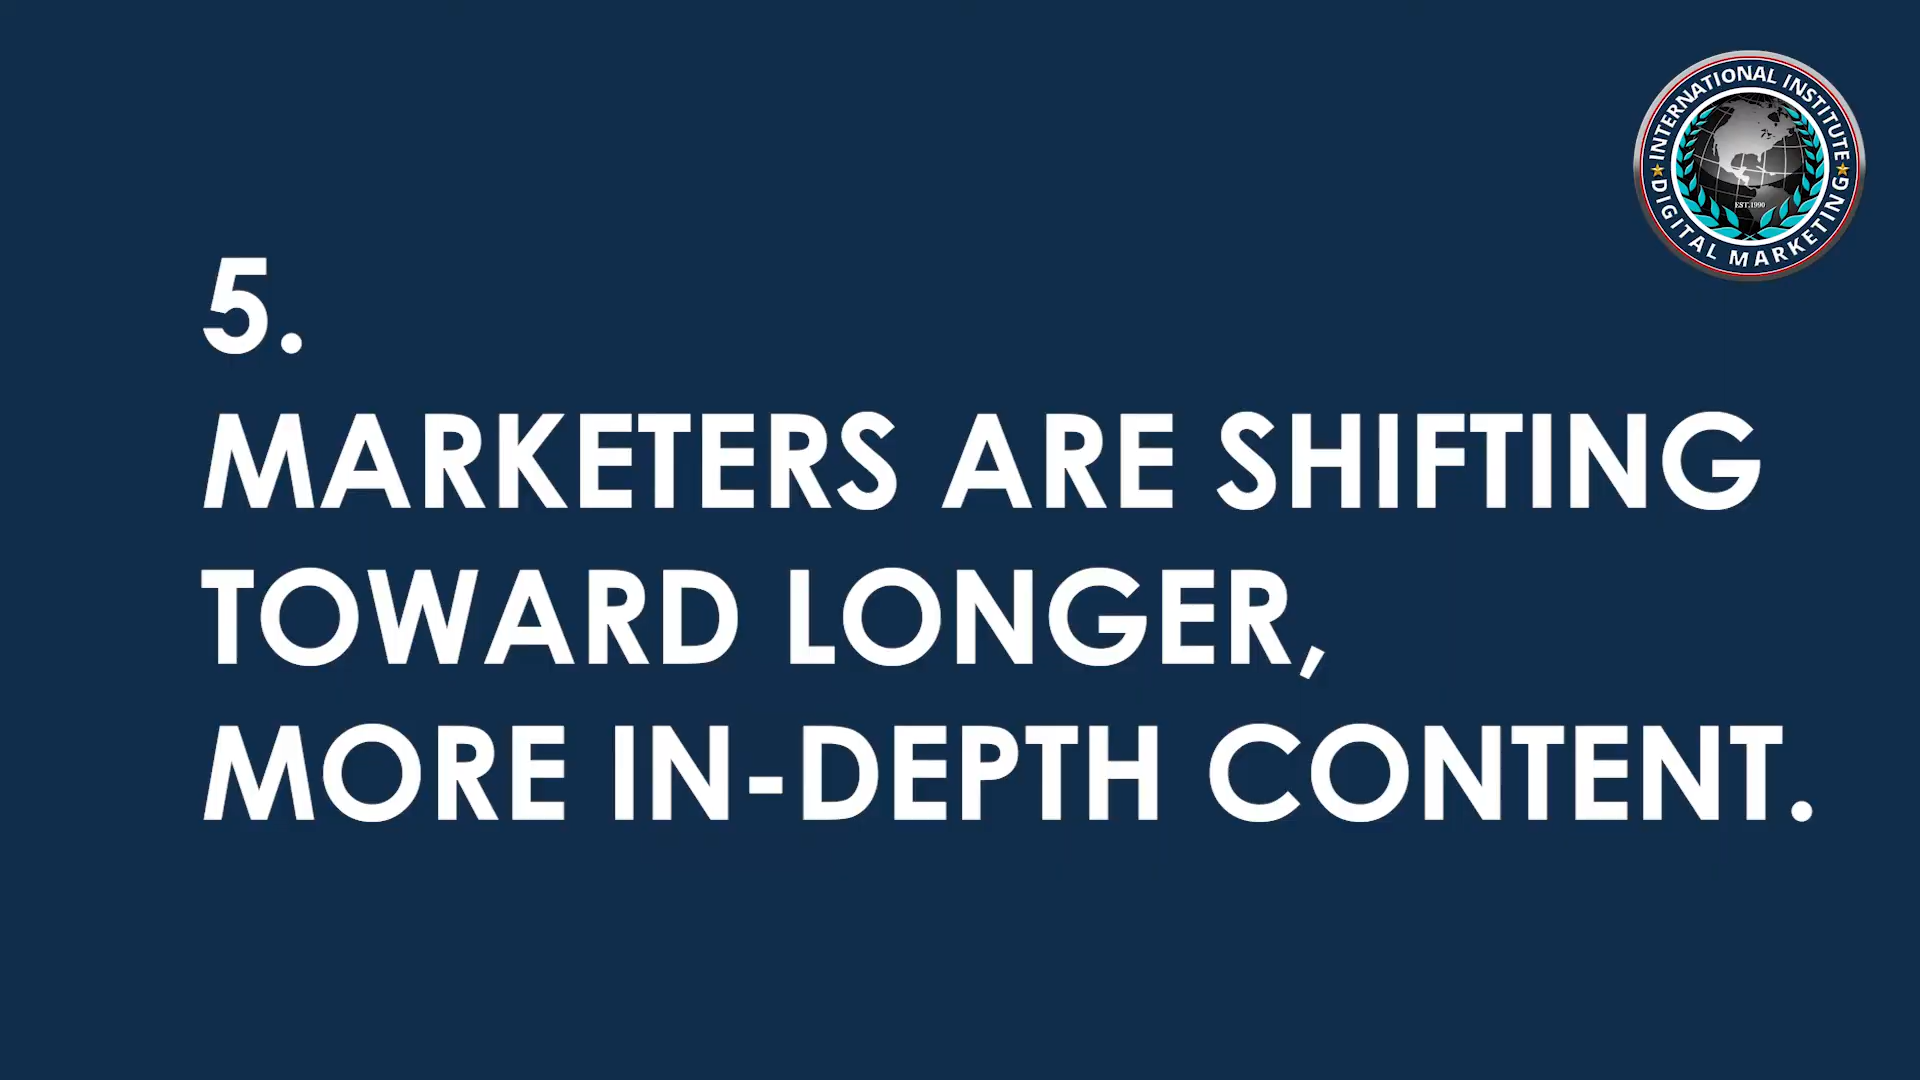 INTERNATIONAL INSTITUTE
DIGITAL MARKETING
EST.1990
5.
MARKETERS ARE SHIFTING
TOWARD LONGER,
MORE IN-DEPTH CONTENT.